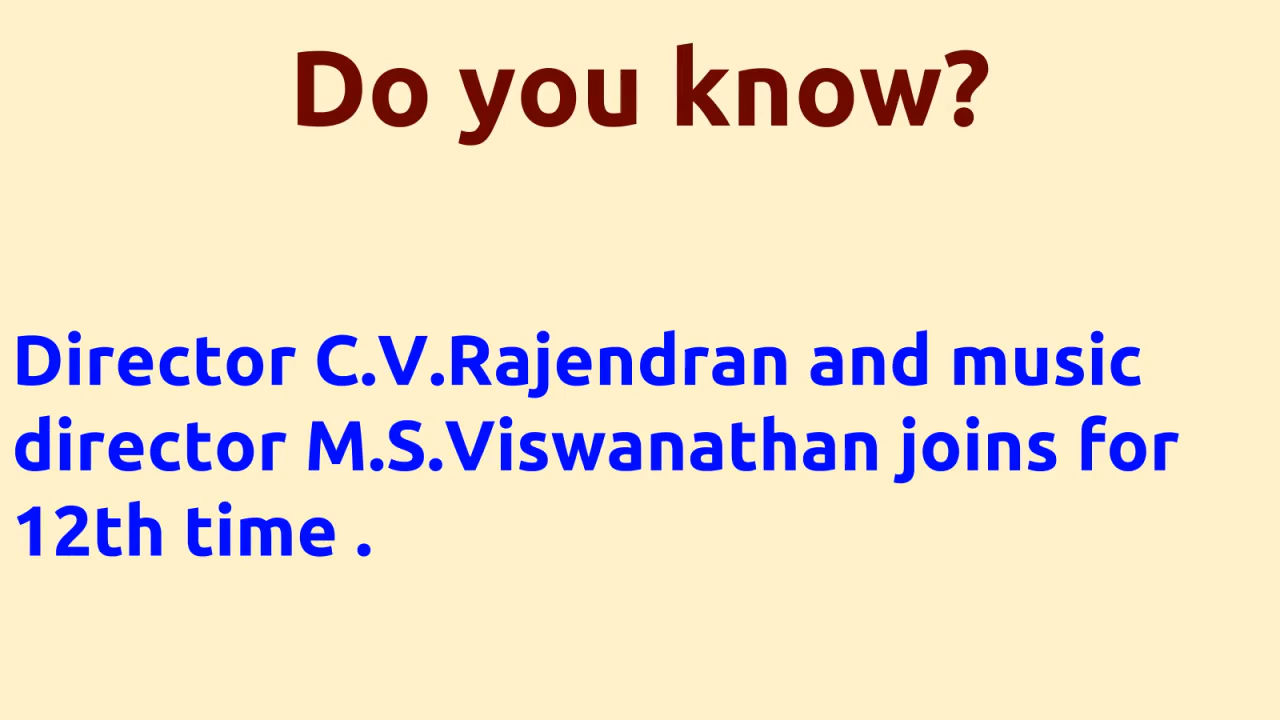 Do you know?
Director C.V.Rajendran and music
director M.S.Viswanathan joins for
12th time .